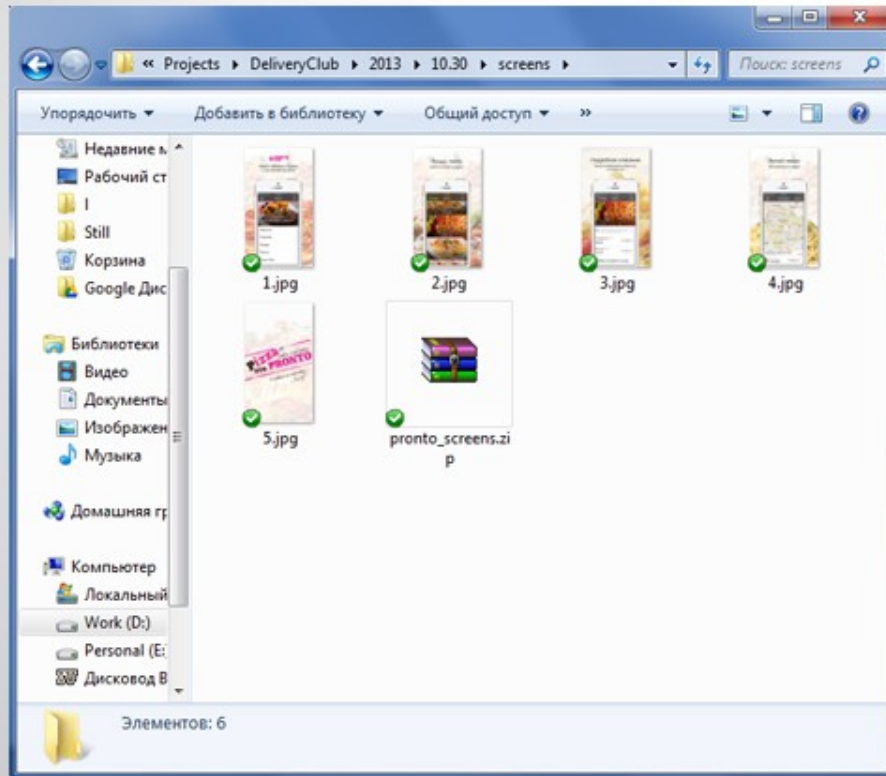 « Projects ▸ DeliveryClub ▸ 2013 ▸ 10.30 ▸ screens ▸
Поиск: screens
Упорядочить
Добавить в библиотеку
Общий доступ
»
Недавние м
Рабочий ст
I
Still
Корзина
Google Дис
Библиотеки
Видео
Документы
Изображен
Музыка
Домашняя гр
Компьютер
Локальный
Work (D:)
Personal (E:
Дисковод B
1.jpg
2.jpg
3.jpg
4.jpg
PIZZA
PRONTO
5.jpg
pronto_screens.zi
p
Элементов: 6